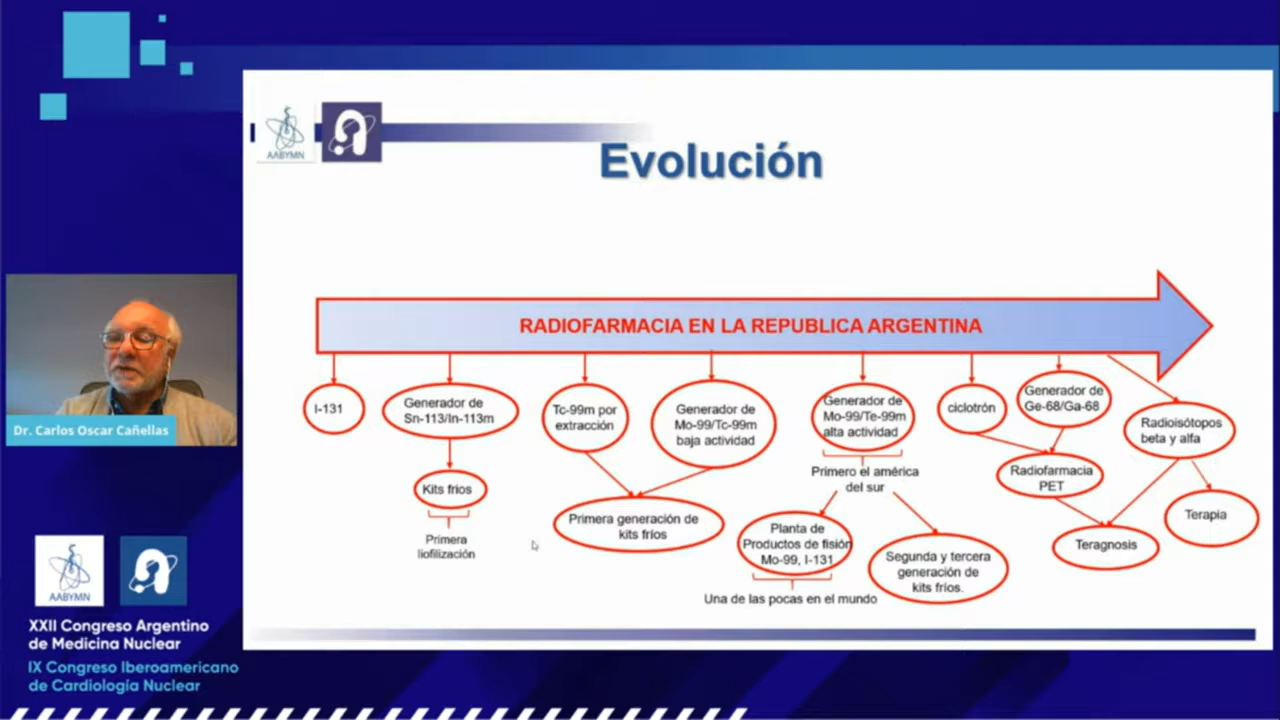 AABYMN
Evolución
RADIOFARMACIA EN LA REPUBLICA ARGENTINA
I-131
Generador de
Sn-113/In-113m
Kits frios
Primera
liofilización
Tc-99m por
extracción
Generador de
Mo-99/Tc-99m
baja actividad
Primera generación de
kits fríos
Generador de
Mo-99/Te-99m
alta actividad
Primero el américa
del sur
Planta de
Productos de fisión
Mo-99, I-131
Una de las pocas en el mundo
Segunda y tercera
generación de
kits fríos.
ciclotrón
Generador de
Ge-68/Ga-68
Radiofarmacia
PET
Radioisótopos
beta y alfa
Teragnosis
Terapia
Dr. Carlos Oscar Cañellas
AABYMN
XXII Congreso Argentino
de Medicina Nuclear
IX Congreso Iberoamericano
de Cardiología Nuclear